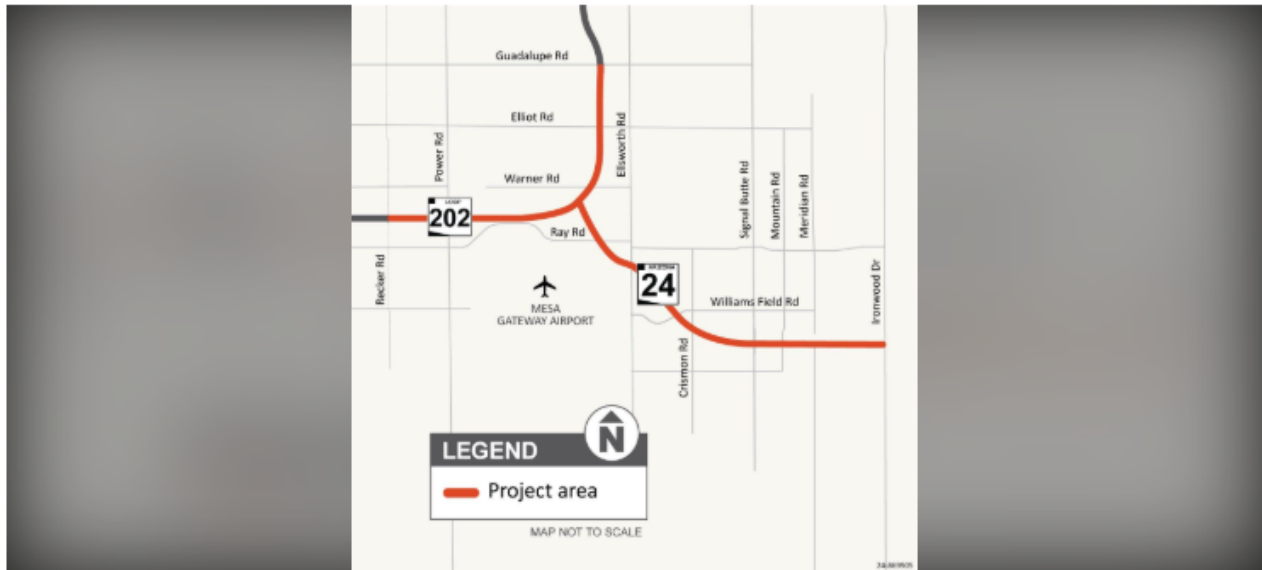 Guadalupe Rd
Elliot Rd
Ellsworth Rd
Power Rd
Warner Rd
Signal Butte Rd
Mountain Rd
Meridian Rd
202
Ray Rd
Recker Rd
ARIZONA
24
Ironwood Dr
MESA
GATEWAY AIRPORT
Williams Field Rd
Crismon Rd
N
LEGEND
Project area
MAP NOT TO SCALE